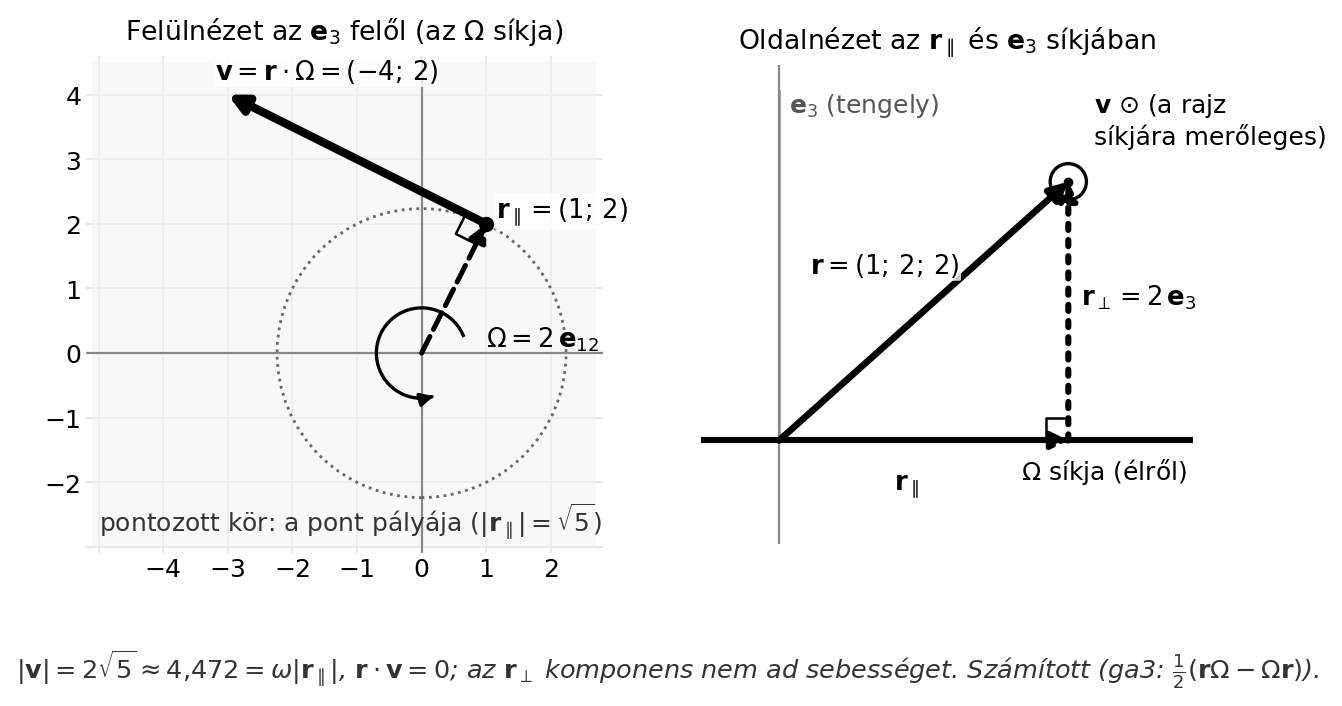 Felülnézet az e₃ felől (az Ω síkja)
v = r · Ω = (−4; 2)
4
3
2
1
0
−1
−2
r∥ = (1; 2)
Ω = 2 e₁₂
pontozott kör: a pont pályája (|r∥| = √5)
−4 −3 −2 −1 0 1 2
Oldalnézet az r∥ és e₃ síkjában
e₃ (tengely)
v ⊙ (a rajz
síkjára merőleges)
r = (1; 2; 2)
r⊥ = 2 e₃
Ω síkja (élről)
r∥
|v| = 2√5 ≈ 4,472 = ω|r∥|, r · v = 0; az r⊥ komponens nem ad sebességet. Számított (ga3: ½(rΩ − Ωr)).